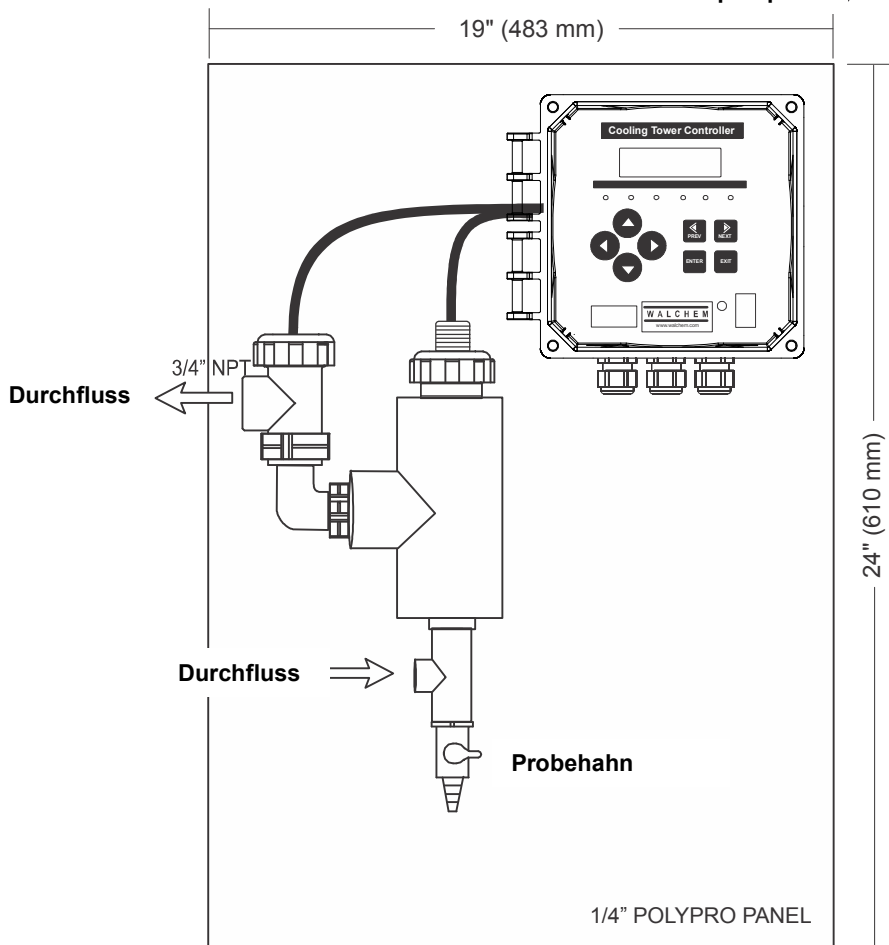 19" (483 mm)
Cooling Tower Controller
PREV
NEXT
ENTER
EXIT
WALCHEM
www.walchem.com
3/4” NPT
Durchfluss
24" (610 mm)
Durchfluss
Probehahn
1/4” POLYPRO PANEL